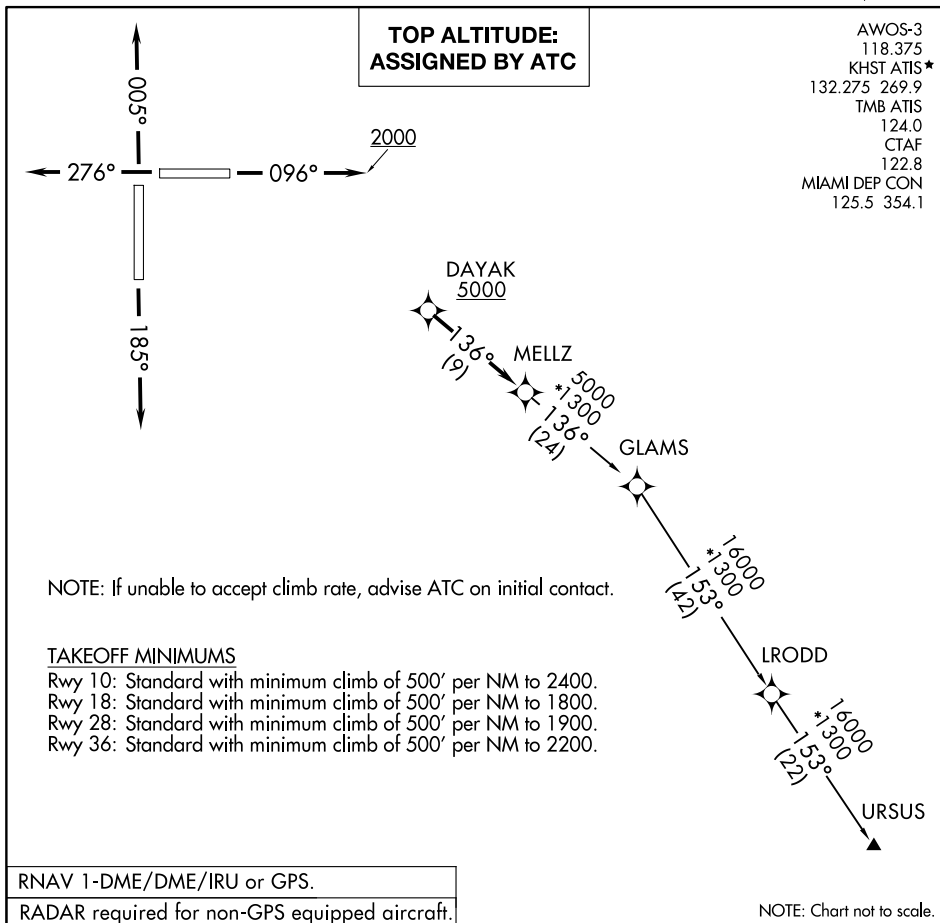 TOP ALTITUDE:
ASSIGNED BY ATC
AWOS-3
118.375
KHST ATIS★
132.275 269.9
TMB ATIS
124.0
CTAF
122.8
MIAMI DEP CON
125.5 354.1
005°
2000
276°
096°
185°
DAYAK
5000
136°
(9)
MELLZ
5000
*1300
136°
(24)
GLAMS
16000
*1300
153°
(42)
LRODD
16000
*1300
153°
(22)
URSUS
NOTE: If unable to accept climb rate, advise ATC on initial contact.
TAKEOFF MINIMUMS
Rwy 10: Standard with minimum climb of 500' per NM to 2400.
Rwy 18: Standard with minimum climb of 500' per NM to 1800.
Rwy 28: Standard with minimum climb of 500' per NM to 1900.
Rwy 36: Standard with minimum climb of 500' per NM to 2200.
RNAV 1-DME/DME/IRU or GPS.
RADAR required for non-GPS equipped aircraft.
NOTE: Chart not to scale.